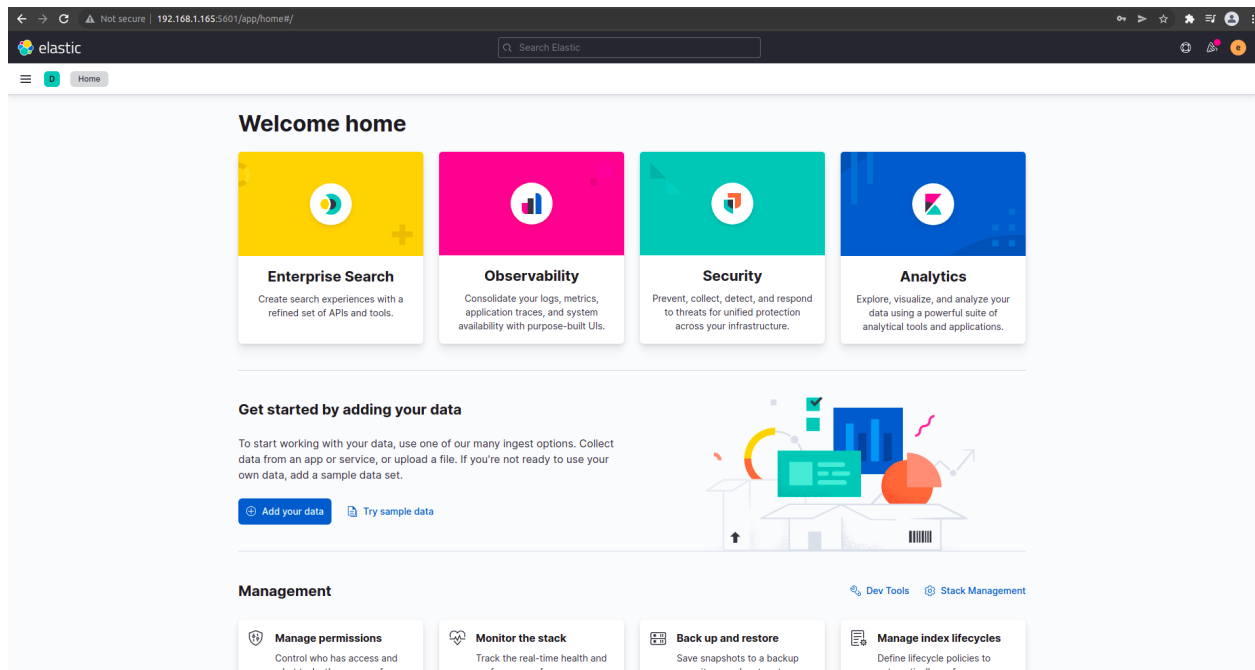 Not secure | 192.168.1.165:5601/app/home#/
elastic
Search Elastic
e
D
Home
Welcome home
Enterprise Search
Create search experiences with a
refined set of APIs and tools.
Observability
Consolidate your logs, metrics,
application traces, and system
availability with purpose-built UIs.
Security
Prevent, collect, detect, and respond
to threats for unified protection
across your infrastructure.
Analytics
Explore, visualize, and analyze your
data using a powerful suite of
analytical tools and applications.
Get started by adding your data
To start working with your data, use one of our many ingest options. Collect
data from an app or service, or upload a file. If you're not ready to use your
own data, add a sample data set.
Add your data
Try sample data
Management
Dev Tools
Stack Management
Manage permissions
Control who has access and
Monitor the stack
Track the real-time health and
Back up and restore
Save snapshots to a backup
Manage index lifecycles
Define lifecycle policies to